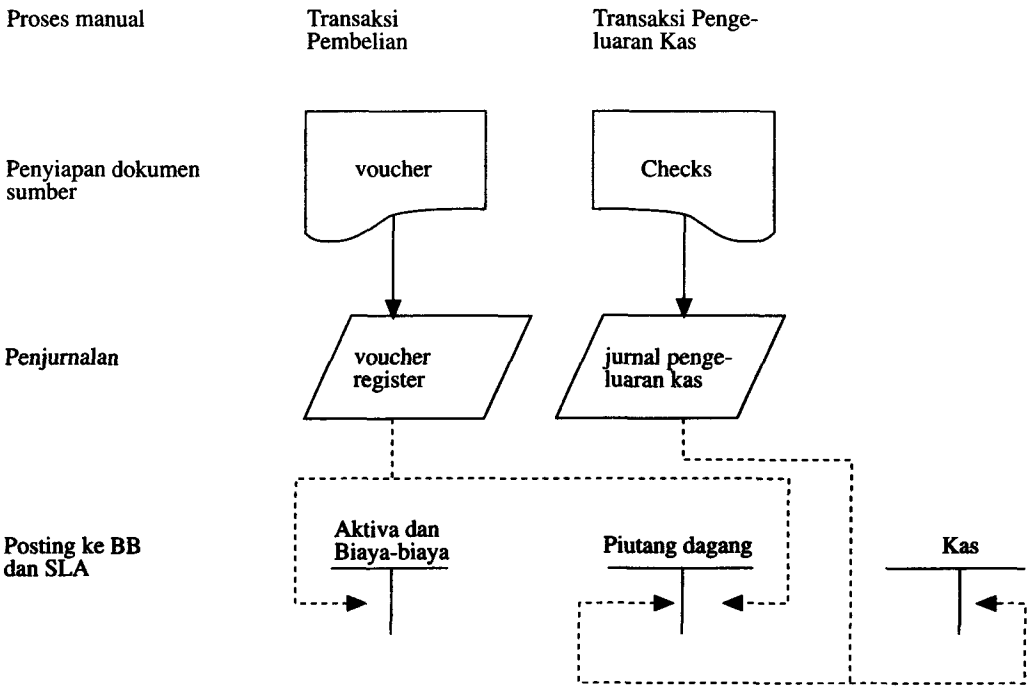 Proses manual
Transaksi
Pembelian
Transaksi Penge-
luaran Kas
Penyiapan dokumen
sumber
voucher
Checks
Penjurnalan
voucher
register
jurnal penge-
luaran kas
Posting ke BB
dan SLA
Aktiva dan
Biaya-biaya
Piutang dagang
Kas